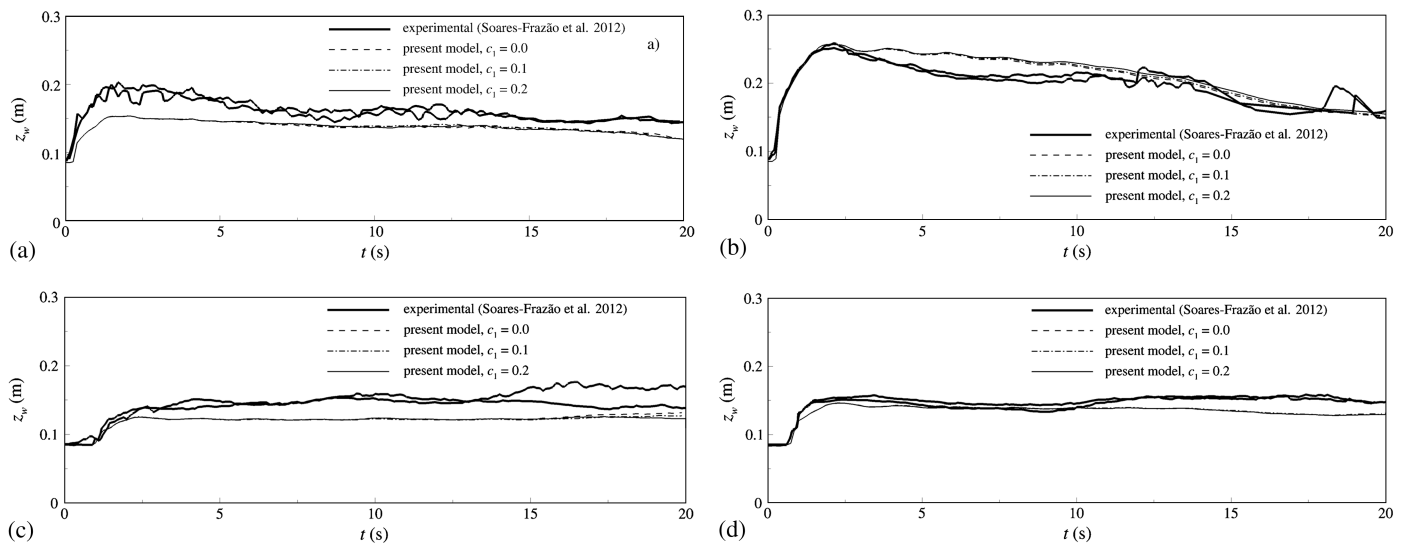 0.3
experimental (Soares-Frazão et al. 2012)
present model, c1 = 0.0
a)
present model, c1 = 0.1
present model, c1 = 0.2
0.2
zw (m)
0.1
0
0 5 10 15 20
(a) t (s)
0.3
0.2
zw (m)
experimental (Soares-Frazão et al. 2012)
present model, c1 = 0.0
0.1
present model, c1 = 0.1
present model, c1 = 0.2
0
0 5 10 15 20
(b) t (s)
0.3
experimental (Soares-Frazão et al. 2012)
present model, c1 = 0.0
present model, c1 = 0.1
present model, c1 = 0.2
0.2
zw (m)
0.1
0
0 5 10 15 20
(c) t (s)
0.3
experimental (Soares-Frazão et al. 2012)
present model, c1 = 0.0
present model, c1 = 0.1
present model, c1 = 0.2
0.2
zw (m)
0.1
0
0 5 10 15 20
(d) t (s)